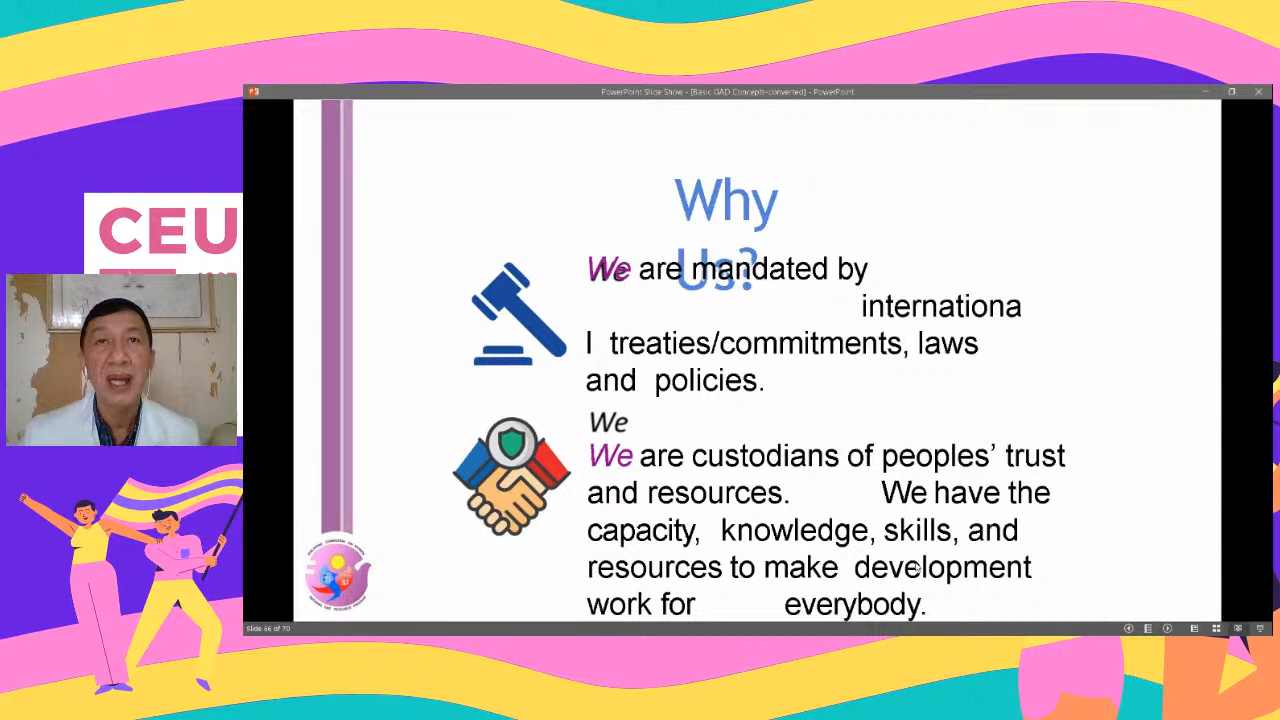 PowerPoint Slide Show - [Basic GAD Concepts-converted] - PowerPoint
CEU
Why
Us?
We are mandated by
internationa
l treaties/commitments, laws
and policies.
We
We are custodians of peoples’ trust
and resources. We have the
capacity, knowledge, skills, and
resources to make development
work for everybody.
Slide 66 of 70